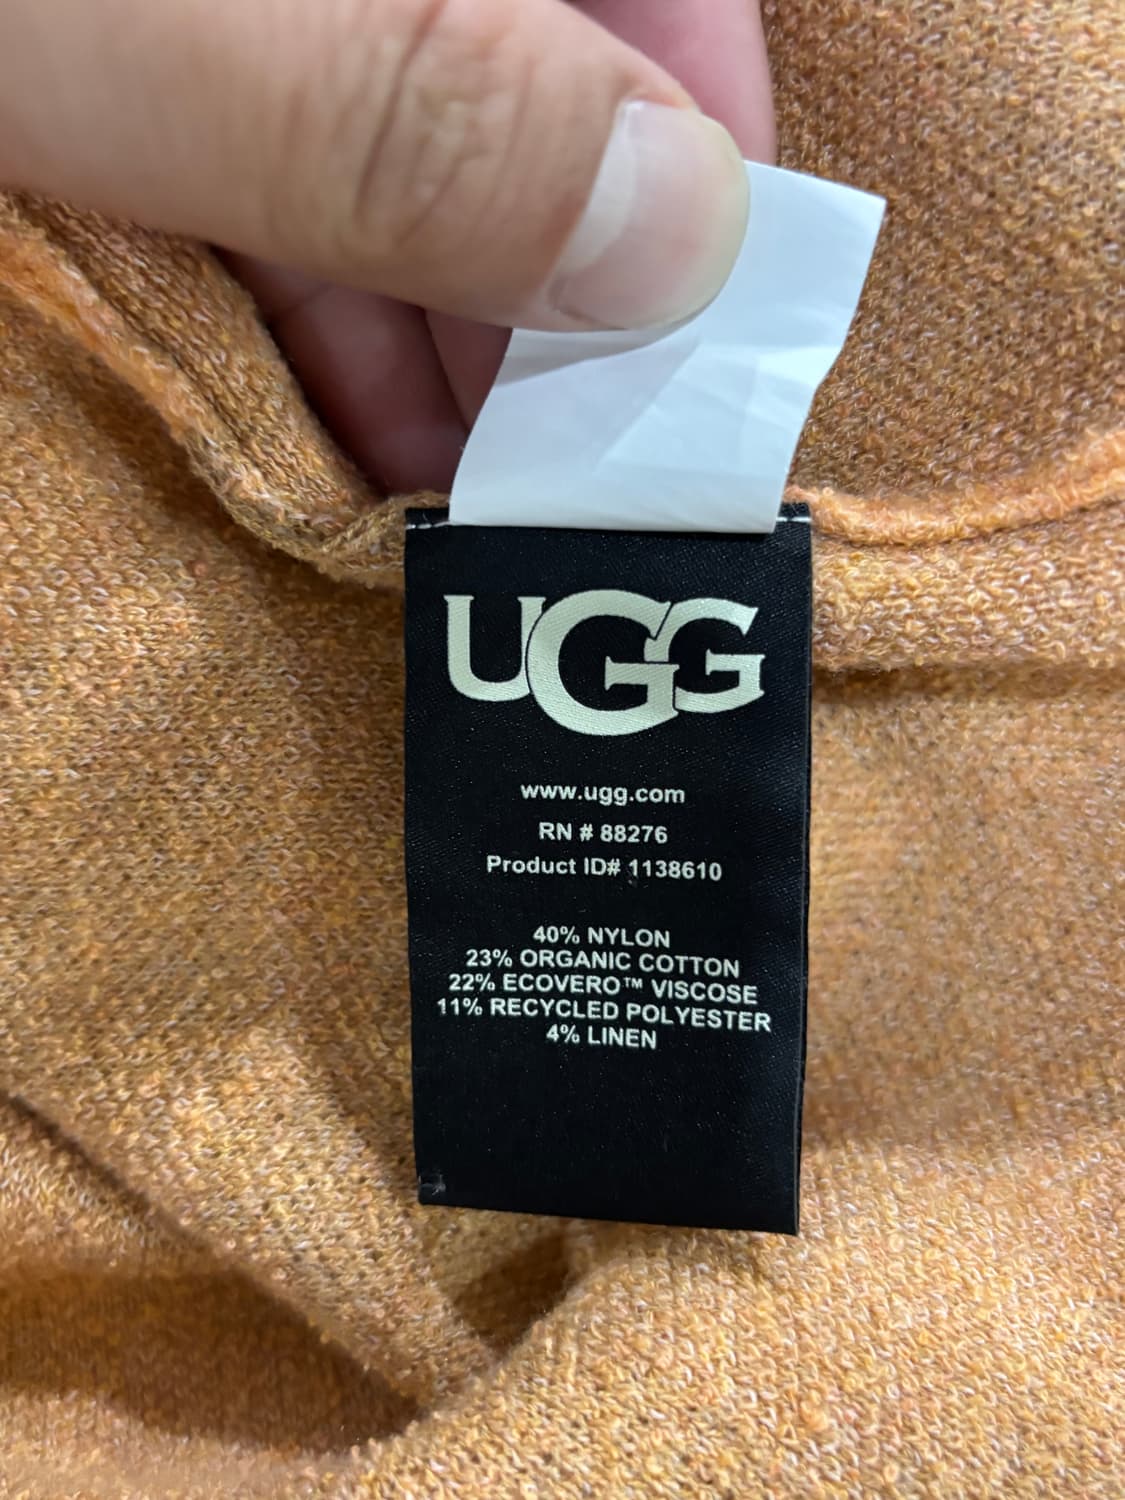 UGG
www.ugg.com
RN # 88276
Product ID# 1138610
40% NYLON
23% ORGANIC COTTON
22% ECOVERO™ VISCOSE
11% RECYCLED POLYESTER
4% LINEN